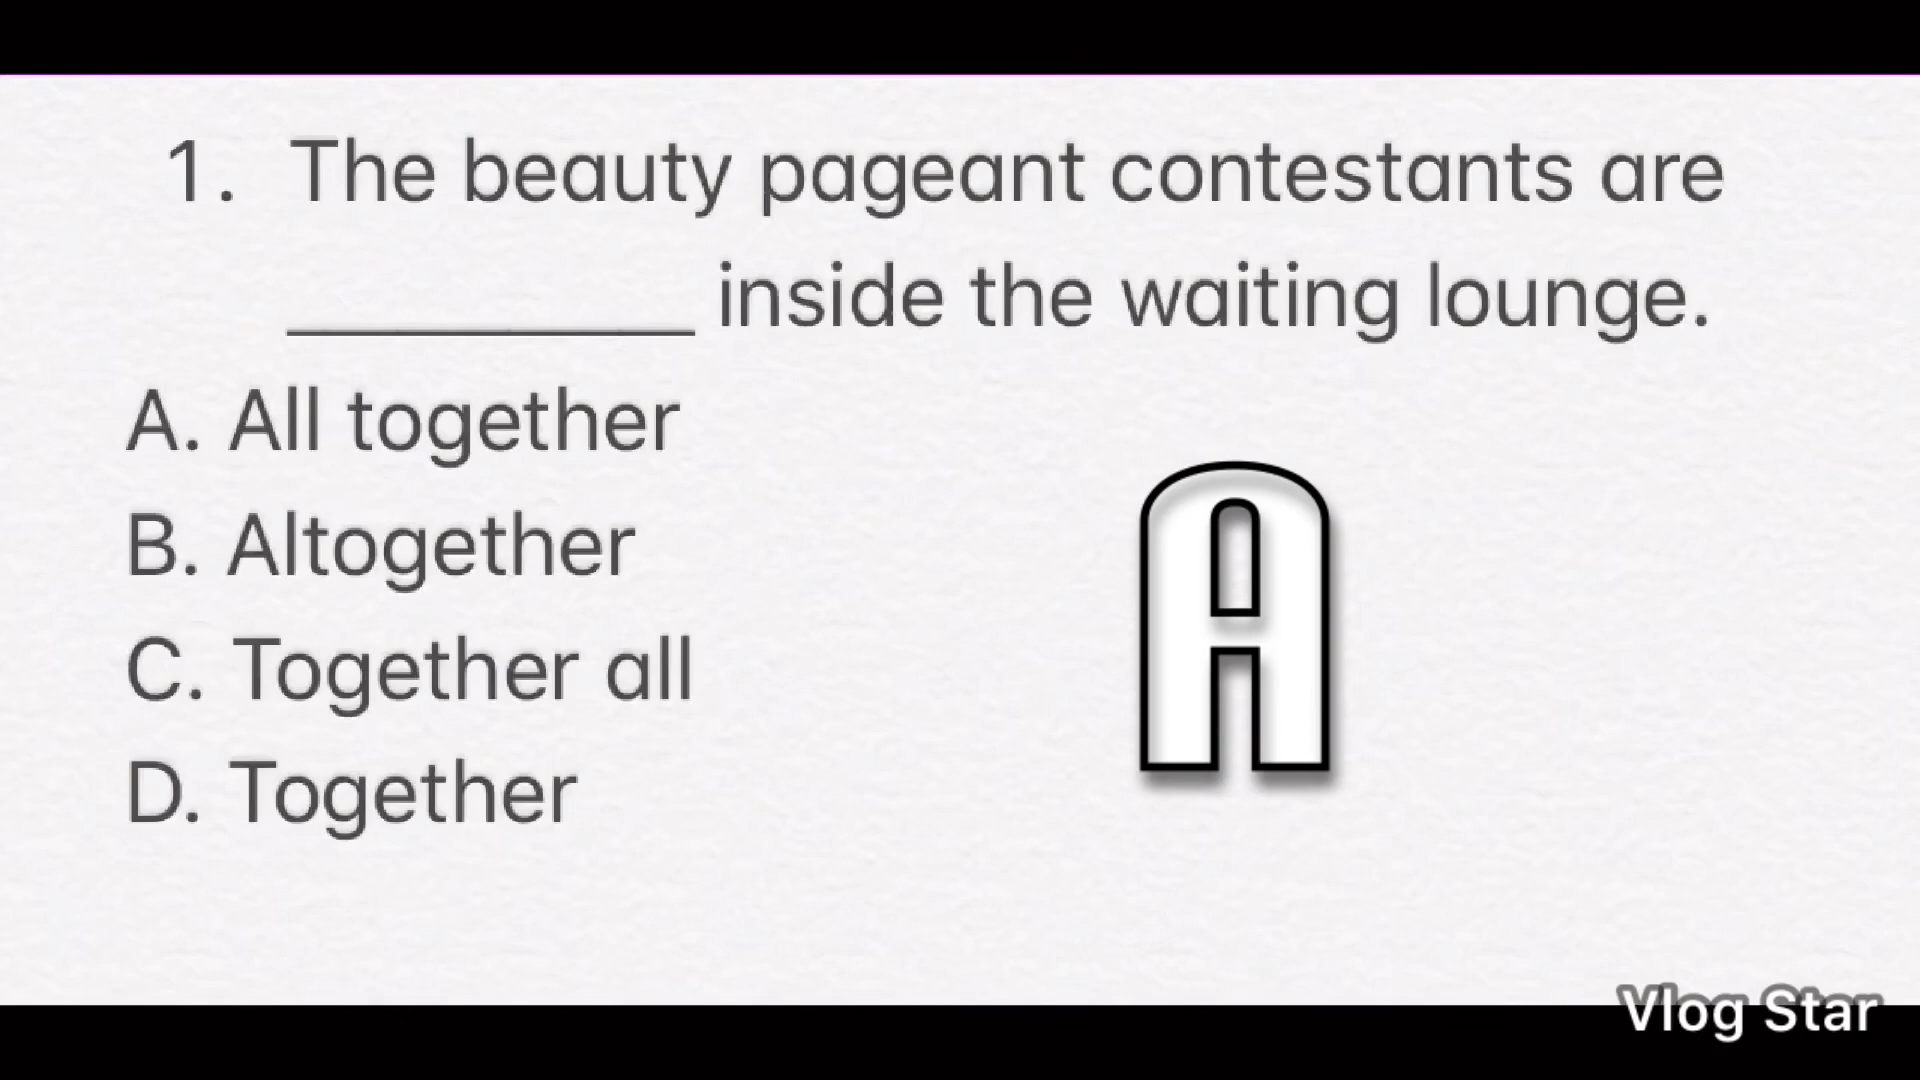 1. The beauty pageant contestants are
__________ inside the waiting lounge.
A. All together
B. Altogether
C. Together all
D. Together
A
Vlog Star